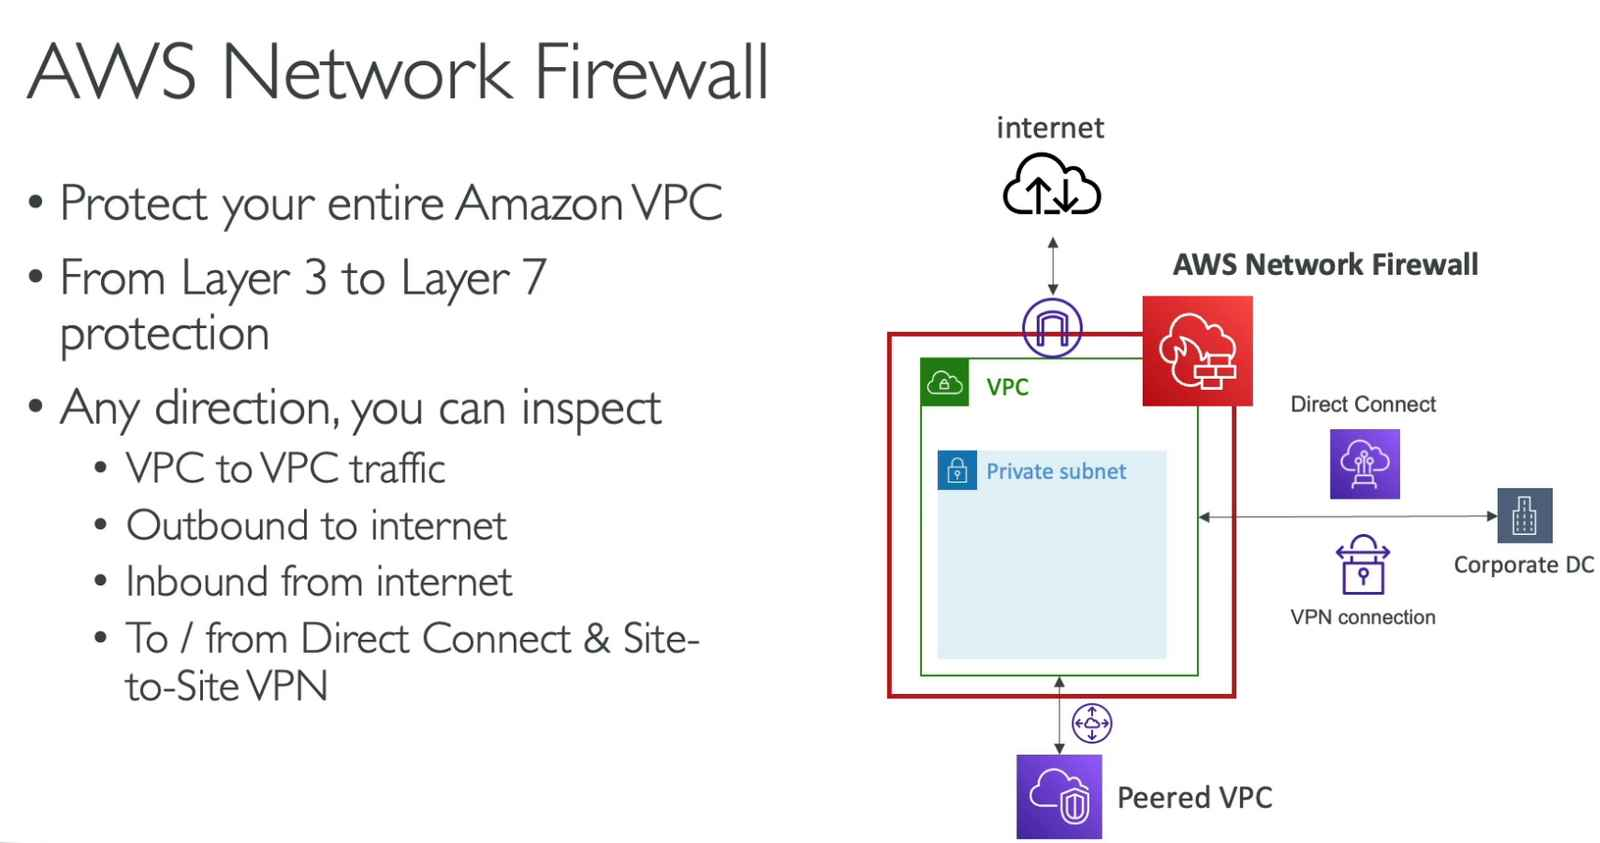 AWS Network Firewall
• Protect your entire Amazon VPC
• From Layer 3 to Layer 7
protection
• Any direction, you can inspect
• VPC to VPC traffic
• Outbound to internet
• Inbound from internet
• To / from Direct Connect & Site-
to-Site VPN
internet
AWS Network Firewall
VPC
Private subnet
Direct Connect
Corporate DC
VPN connection
Peered VPC